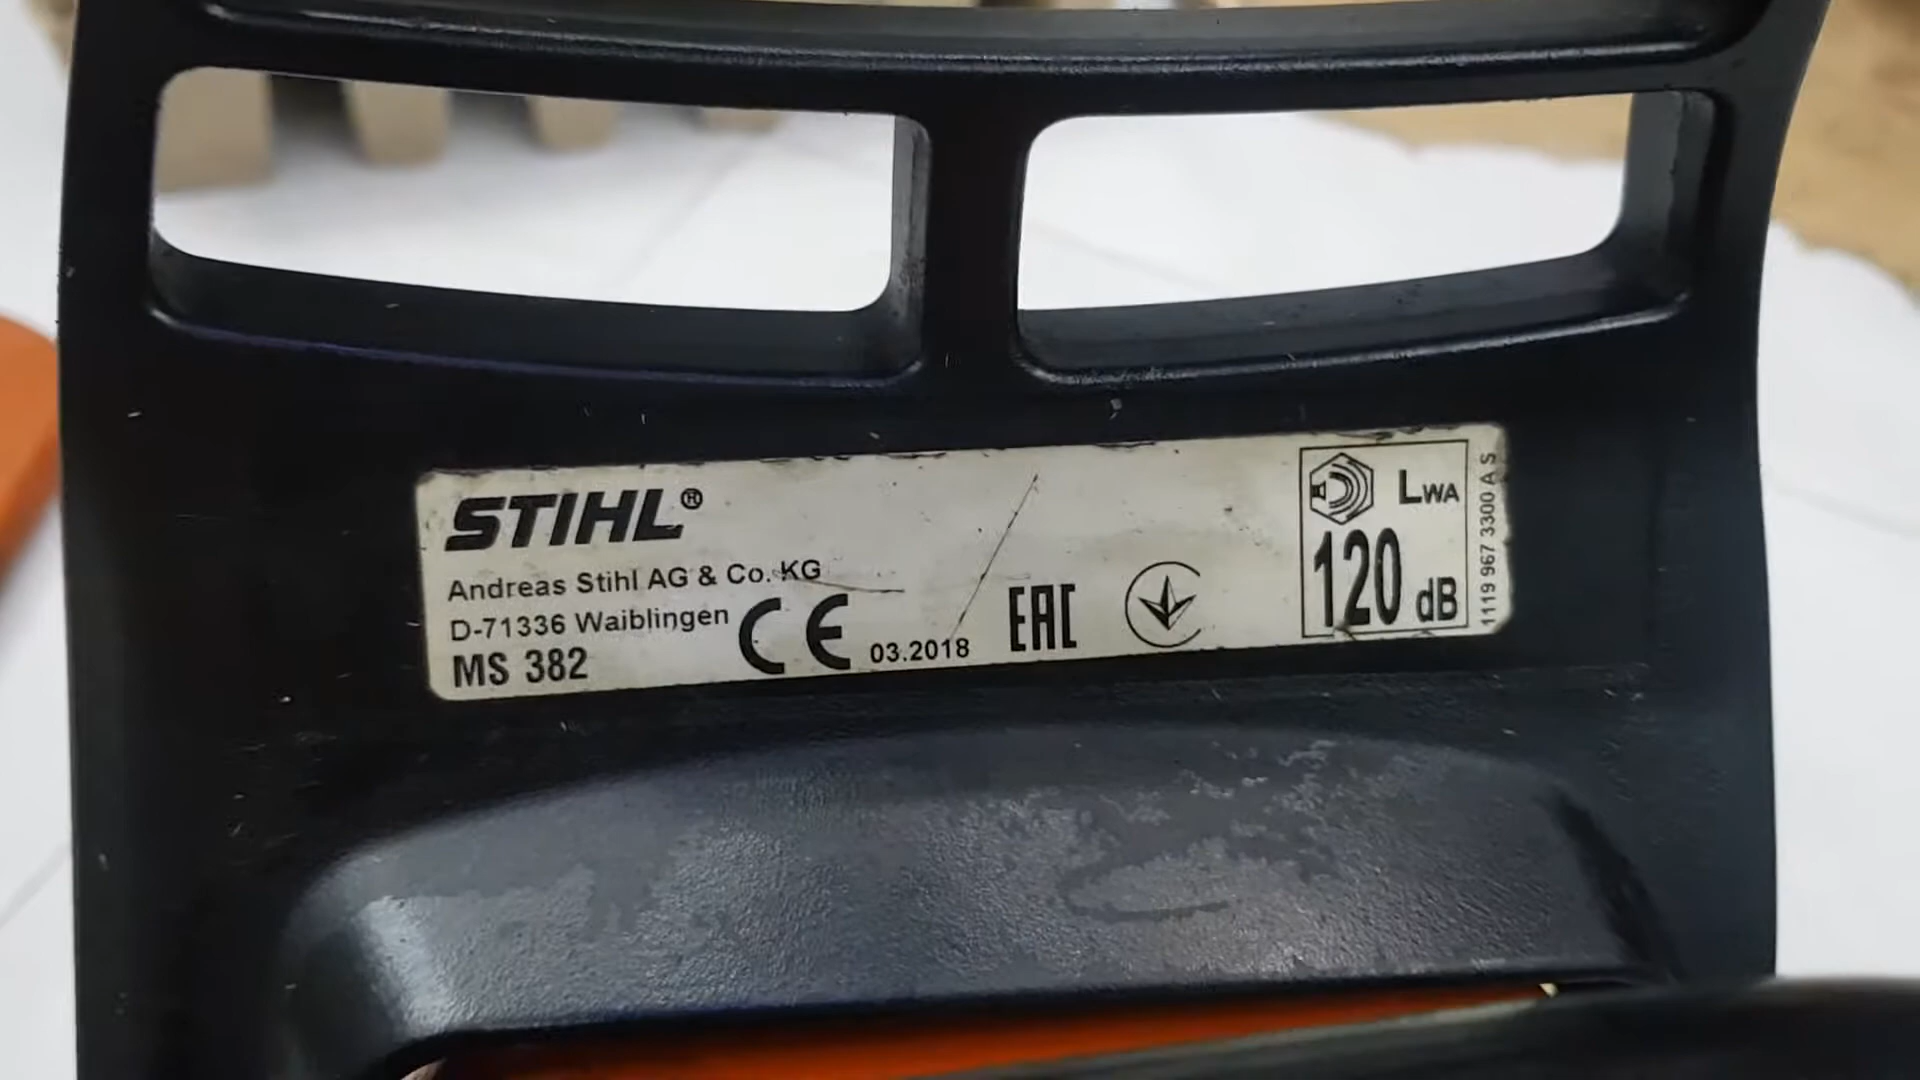 STIHL®
Andreas Stihl AG & Co. KG
D-71336 Waiblingen
MS 382
CE
03.2018
EAC
LWA
120 dB
1119 967 3300 A S